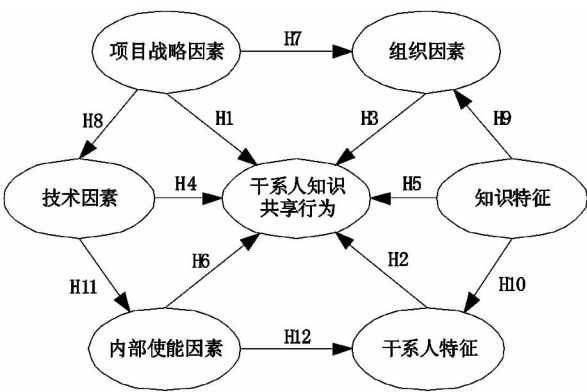 项目战略因素
H7
组织因素
H8
H1
H3
H9
技术因素
H4
干系人知识
共享行为
H5
知识特征
H11
H6
H2
H10
内部使能因素
H12
干系人特征